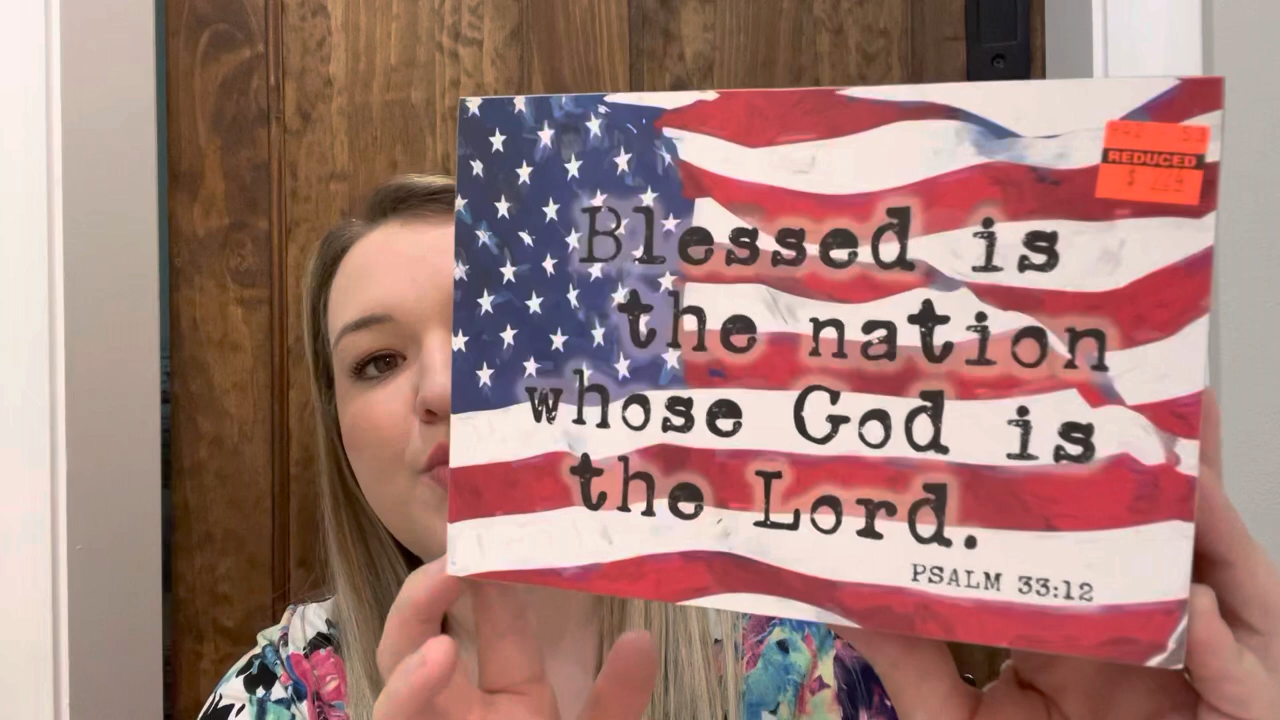 Blessed is
the nation
whose God is
the Lord.
PSALM 33:12
REDUCED
$